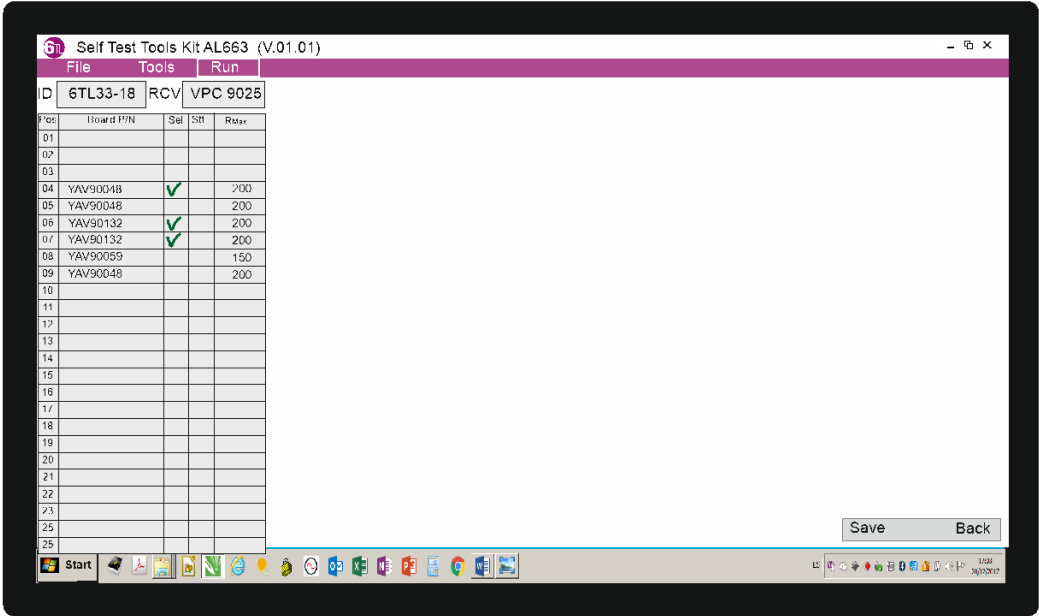 6TL Self Test Tools Kit AL663 (V.01.01)
File Tools Run
ID 6TL33-18 RCV VPC 9025
Pos Board P/N Sel Stt RMax
01
02
03
04 YAV90048 ✓ 200
05 YAV90048 200
06 YAV90132 ✓ 200
07 YAV90132 ✓ 200
08 YAV90059 150
09 YAV90048 200
10
11
12
13
14
15
16
17
18
19
20
21
22
23
25
25
Save Back
Start